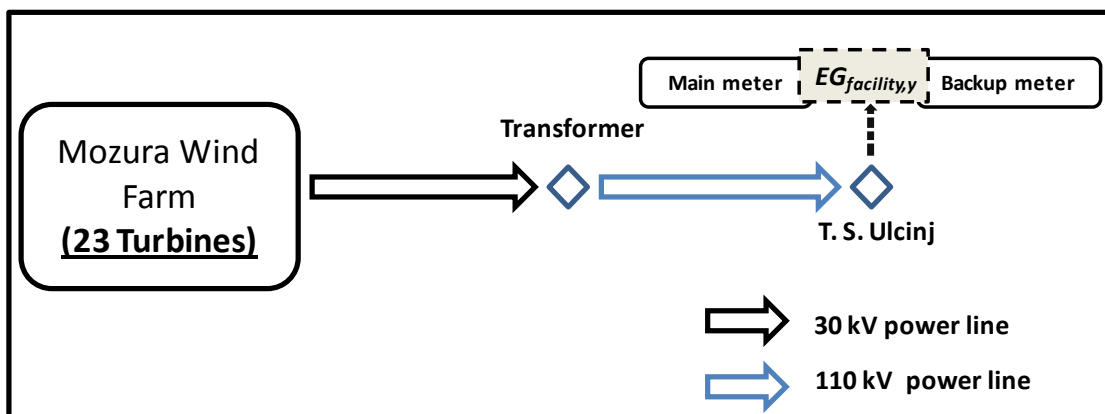 Main meter
EGfacility,y
Backup meter
Transformer
Mozura Wind
Farm
(23 Turbines)
T. S. Ulcinj
30 kV power line
110 kV power line